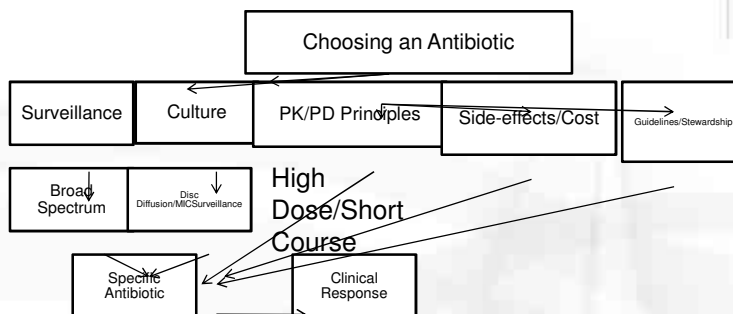 Choosing an Antibiotic
Surveillance
Culture
PK/PD Principles
Side-effects/Cost
Guidelines/Stewardship
Broad
Spectrum
Disc
Diffusion/MICSurveillance
High
Dose/Short
Course
Specific
Antibiotic
Clinical
Response